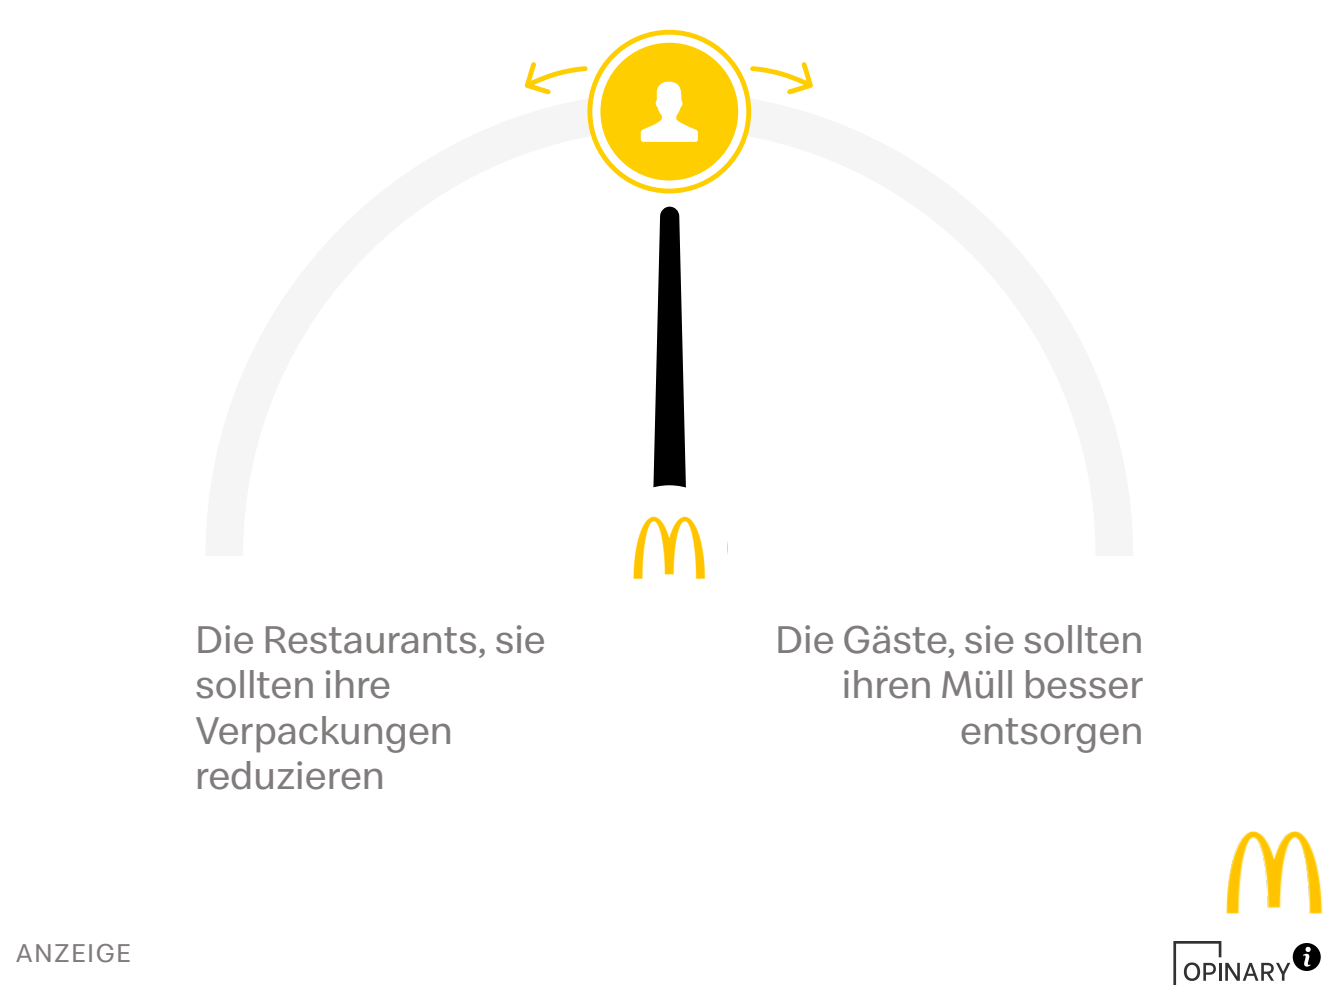 Die Restaurants, sie
sollten ihre
Verpackungen
reduzieren
Die Gäste, sie sollten
ihren Müll besser
entsorgen
ANZEIGE
OPINARY